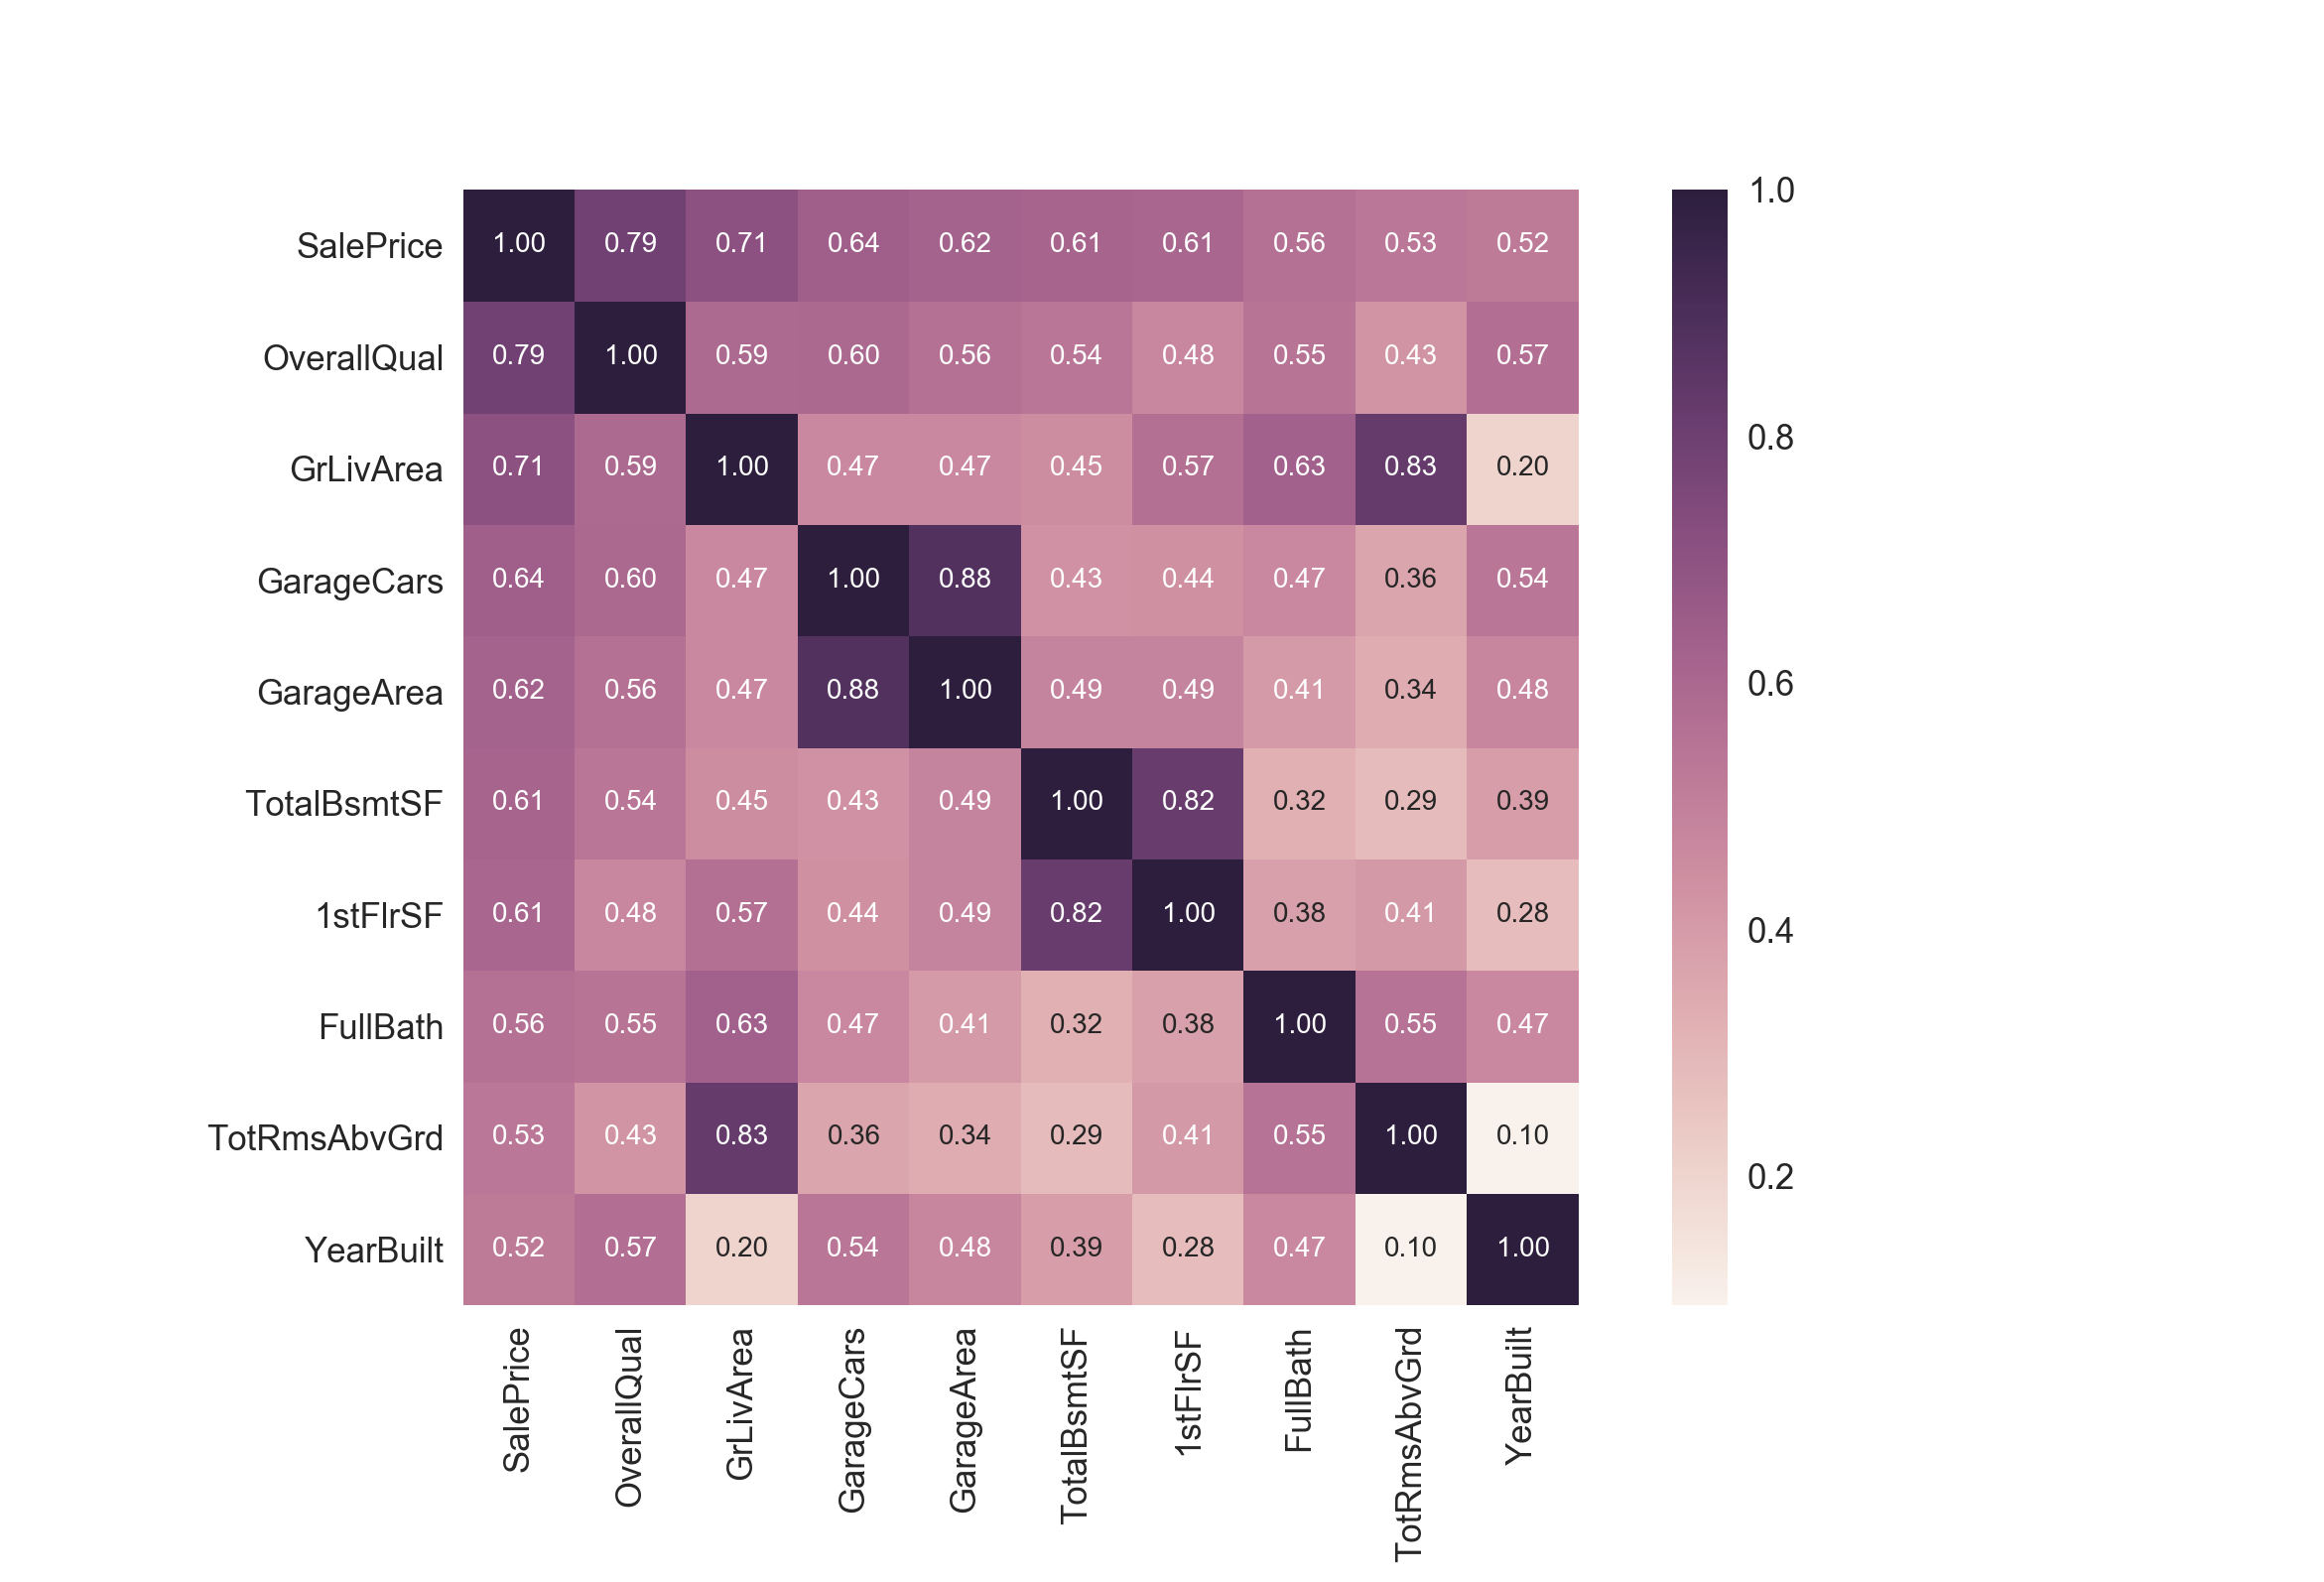 SalePrice 1.00 0.79 0.71 0.64 0.62 0.61 0.61 0.56 0.53 0.52
OverallQual 0.79 1.00 0.59 0.60 0.56 0.54 0.48 0.55 0.43 0.57
GrLivArea 0.71 0.59 1.00 0.47 0.47 0.45 0.57 0.63 0.83 0.20
GarageCars 0.64 0.60 0.47 1.00 0.88 0.43 0.44 0.47 0.36 0.54
GarageArea 0.62 0.56 0.47 0.88 1.00 0.49 0.49 0.41 0.34 0.48
TotalBsmtSF 0.61 0.54 0.45 0.43 0.49 1.00 0.82 0.32 0.29 0.39
1stFlrSF 0.61 0.48 0.57 0.44 0.49 0.82 1.00 0.38 0.41 0.28
FullBath 0.56 0.55 0.63 0.47 0.41 0.32 0.38 1.00 0.55 0.47
TotRmsAbvGrd 0.53 0.43 0.83 0.36 0.34 0.29 0.41 0.55 1.00 0.10
YearBuilt 0.52 0.57 0.20 0.54 0.48 0.39 0.28 0.47 0.10 1.00
SalePrice
OverallQual
GrLivArea
GarageCars
GarageArea
TotalBsmtSF
1stFlrSF
FullBath
TotRmsAbvGrd
YearBuilt
1.0
0.8
0.6
0.4
0.2